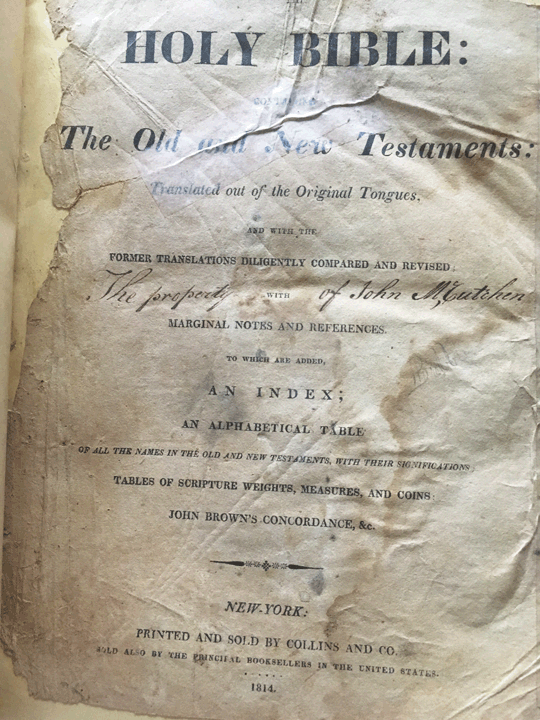 HOLY BIBLE:
CONTAINING
The Old and New Testaments:
Translated out of the Original Tongues,
AND WITH THE
FORMER TRANSLATIONS DILIGENTLY COMPARED AND REVISED.
The property WITH of John McCutchen
MARGINAL NOTES AND REFERENCES.
TO WHICH ARE ADDED,
AN INDEX;
AN ALPHABETICAL TABLE
OF ALL THE NAMES IN THE OLD AND NEW TESTAMENTS, WITH THEIR SIGNIFICATIONS
TABLES OF SCRIPTURE WEIGHTS, MEASURES, AND COINS
JOHN BROWN'S CONCORDANCE, &c.
NEW-YORK:
PRINTED AND SOLD BY COLLINS AND CO.
SOLD ALSO BY THE PRINCIPAL BOOKSELLERS IN THE UNITED STATES.
1814.